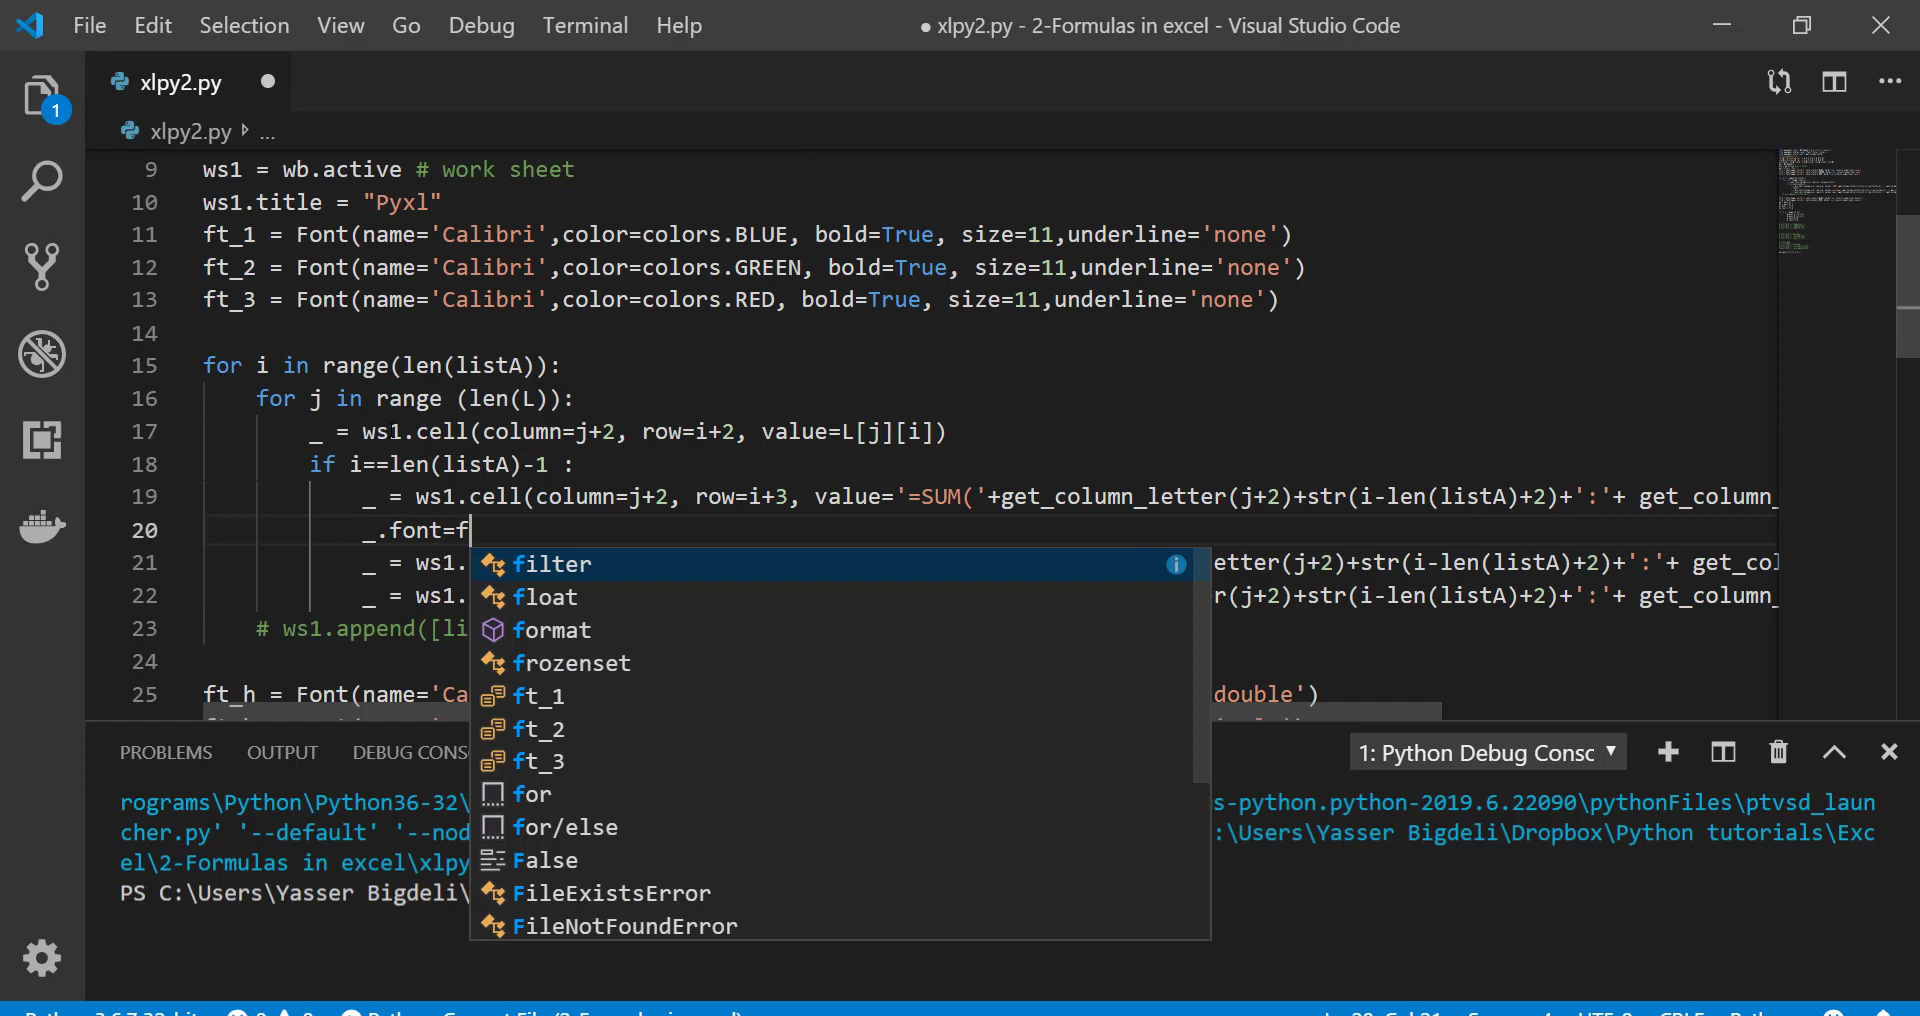 File Edit Selection View Go Debug Terminal Help ● xlpy2.py - 2-Formulas in excel - Visual Studio Code
xlpy2.py
1
xlpy2.py ...
9 ws1 = wb.active # work sheet
10 ws1.title = "Pyxl"
11 ft_1 = Font(name='Calibri',color=colors.BLUE, bold=True, size=11,underline='none')
12 ft_2 = Font(name='Calibri',color=colors.GREEN, bold=True, size=11,underline='none')
13 ft_3 = Font(name='Calibri',color=colors.RED, bold=True, size=11,underline='none')
14
15 for i in range(len(listA)):
16 for j in range (len(L)):
17 _ = ws1.cell(column=j+2, row=i+2, value=L[j][i])
18 if i==len(listA)-1 :
19 _ = ws1.cell(column=j+2, row=i+3, value='=SUM('+get_column_letter(j+2)+str(i-len(listA)+2)+':'+ get_column_
20 _.font=f
21 _ = ws1. etter(j+2)+str(i-len(listA)+2)+':'+ get_col
22 _ = ws1. r(j+2)+str(i-len(listA)+2)+':'+ get_column_
23 # ws1.append([li
24
25 ft_h = Font(name='Ca double')
filter
float
format
frozenset
ft_1
ft_2
ft_3
for
for/else
False
FileExistsError
FileNotFoundError
PROBLEMS OUTPUT DEBUG CONS 1: Python Debug Consc
rograms\Python\Python36-32\ s-python.python-2019.6.22090\pythonFiles\ptvsd_laun
cher.py' '--default' '--nod :\Users\Yasser Bigdeli\Dropbox\Python tutorials\Exc
el\2-Formulas in excel\xlpy
PS C:\Users\Yasser Bigdeli\